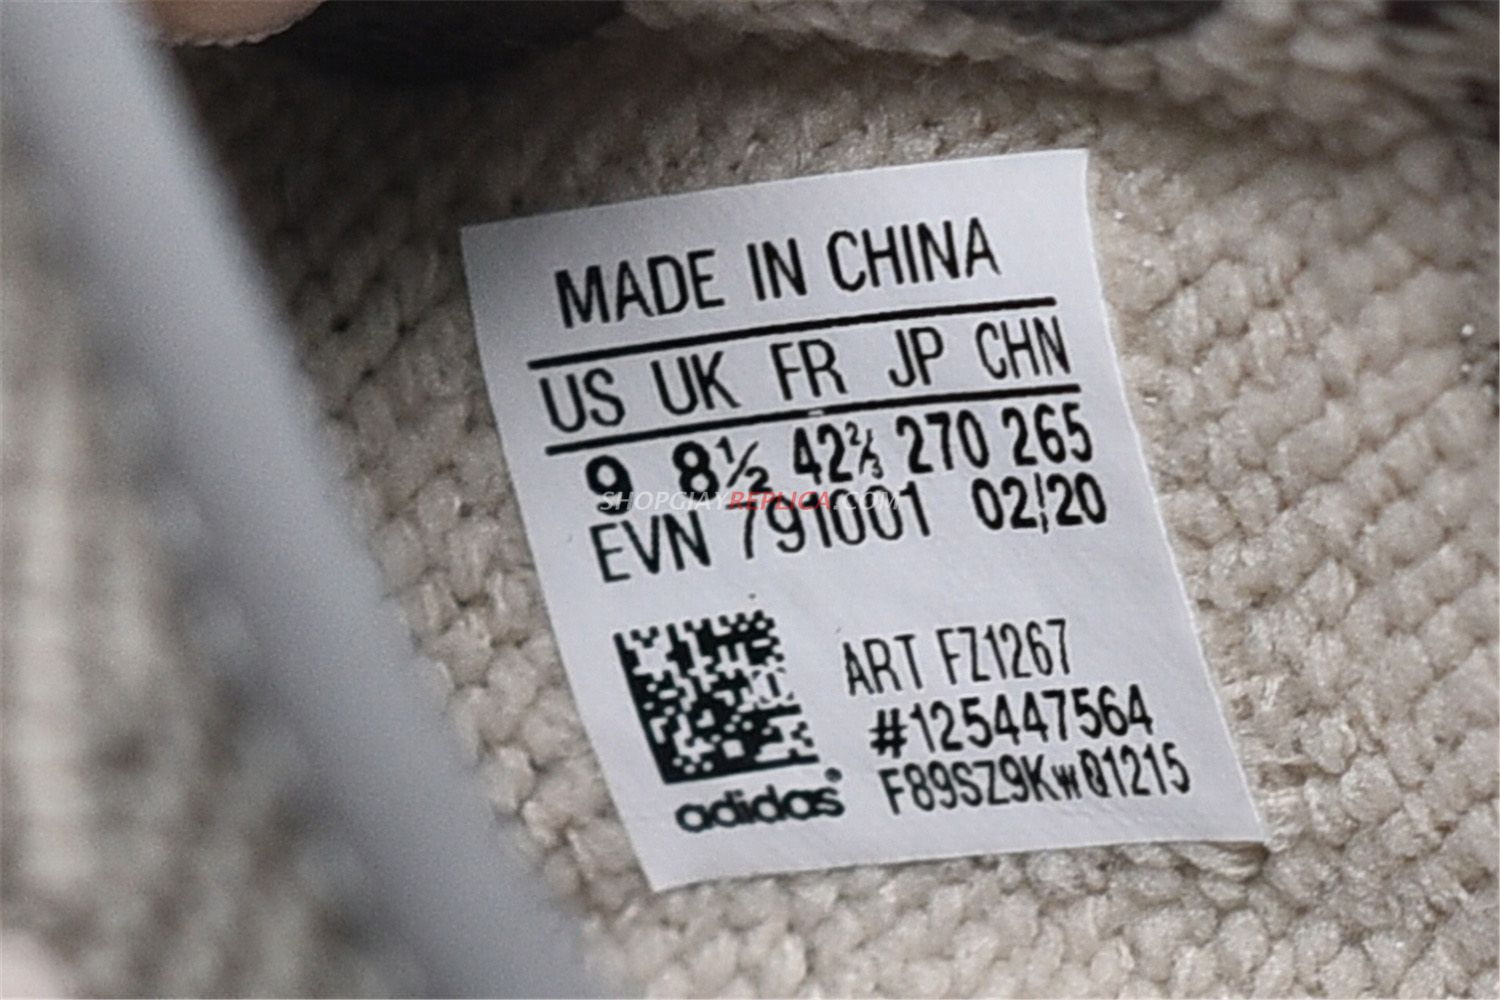 MADE IN CHINA
US UK FR JP CHN
9 8½ 42⅔ 270 265
SHOPGIAYREPLICA.COM
EVN 791001 02/20
ART FZ1267
#125447564
F89SZ9KwQ1215
adidas®